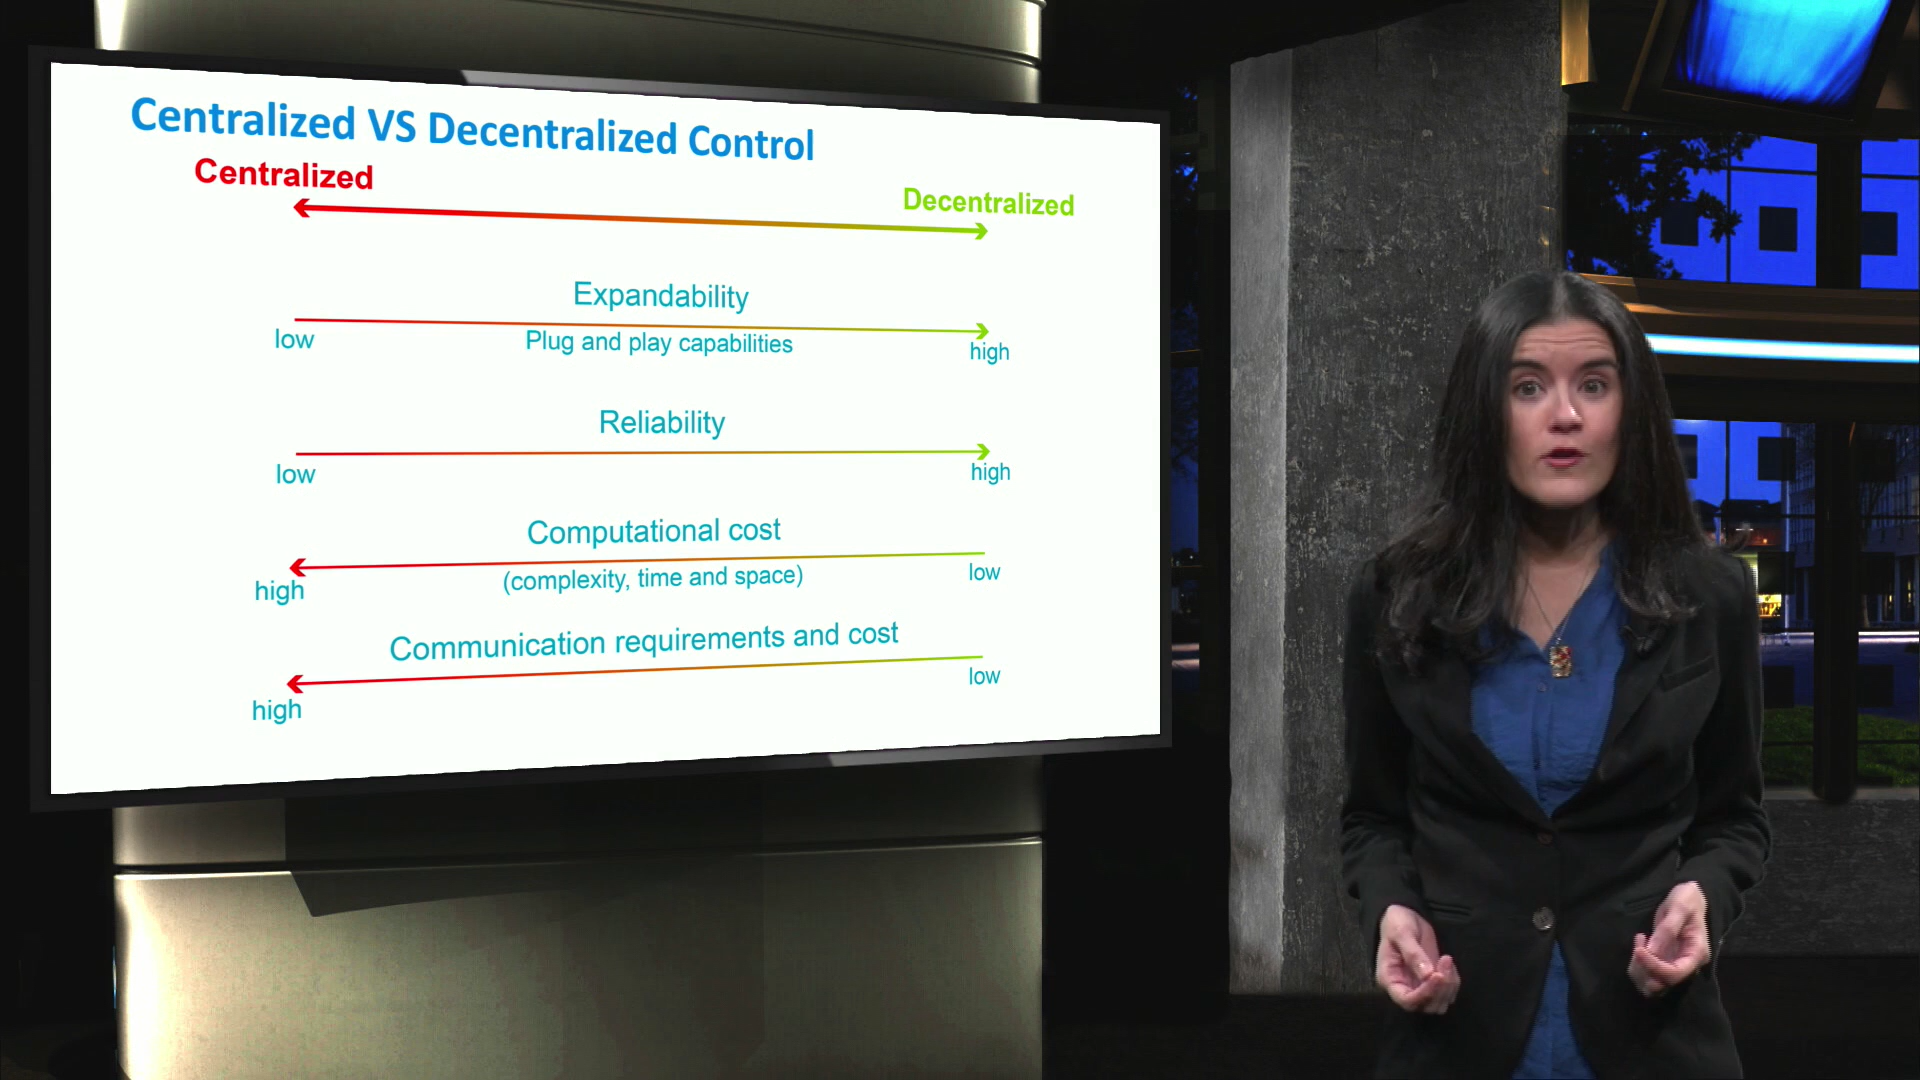 Centralized VS Decentralized Control
Centralized
Decentralized
Expandability
low
Plug and play capabilities
high
Reliability
low
high
Computational cost
high
(complexity, time and space)
low
Communication requirements and cost
high
low